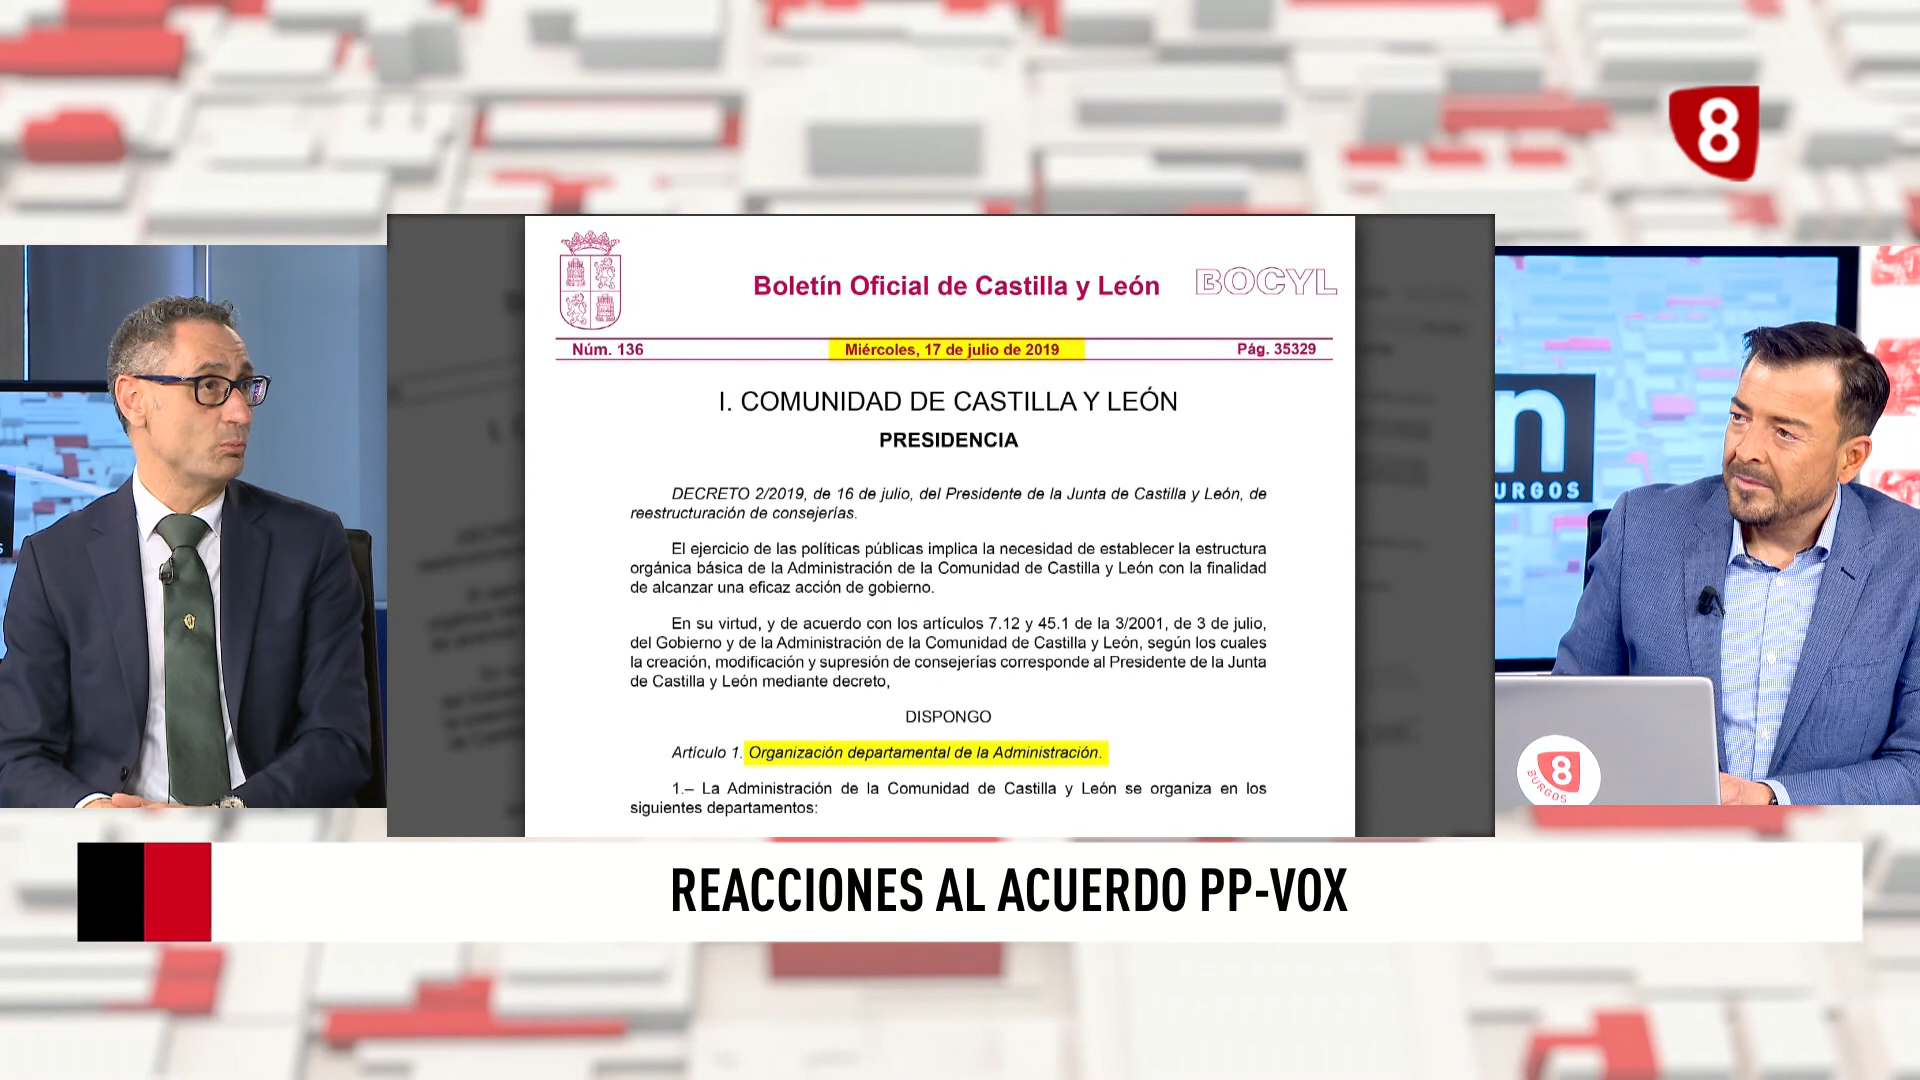 8
Boletín Oficial de Castilla y León
BOCYL
Núm. 136
Miércoles, 17 de julio de 2019
Pág. 35329
I. COMUNIDAD DE CASTILLA Y LEÓN
PRESIDENCIA
DECRETO 2/2019, de 16 de julio, del Presidente de la Junta de Castilla y León, de
reestructuración de consejerías.
El ejercicio de las políticas públicas implica la necesidad de establecer la estructura
orgánica básica de la Administración de la Comunidad de Castilla y León con la finalidad
de alcanzar una eficaz acción de gobierno.
En su virtud, y de acuerdo con los artículos 7.12 y 45.1 de la 3/2001, de 3 de julio,
del Gobierno y de la Administración de la Comunidad de Castilla y León, según los cuales
la creación, modificación y supresión de consejerías corresponde al Presidente de la Junta
de Castilla y León mediante decreto,
DISPONGO
Artículo 1. Organización departamental de la Administración.
1.– La Administración de la Comunidad de Castilla y León se organiza en los
siguientes departamentos:
n
URGOS
8
BURGOS
REACCIONES AL ACUERDO PP-VOX